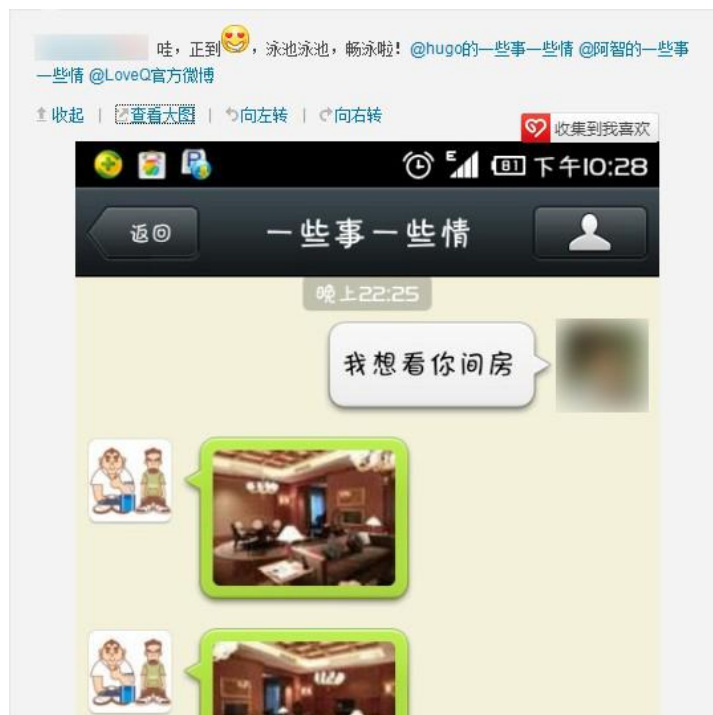 哇，正到，泳池泳池，畅泳啦！@hugo的一些事一些情 @阿智的一些事
一些情 @LoveQ官方微博
收起 | 查看大图 | 向左转 | 向右转
收集到我喜欢
E 81 下午10:28
返回 一些事一些情
晚上22:25
我想看你间房